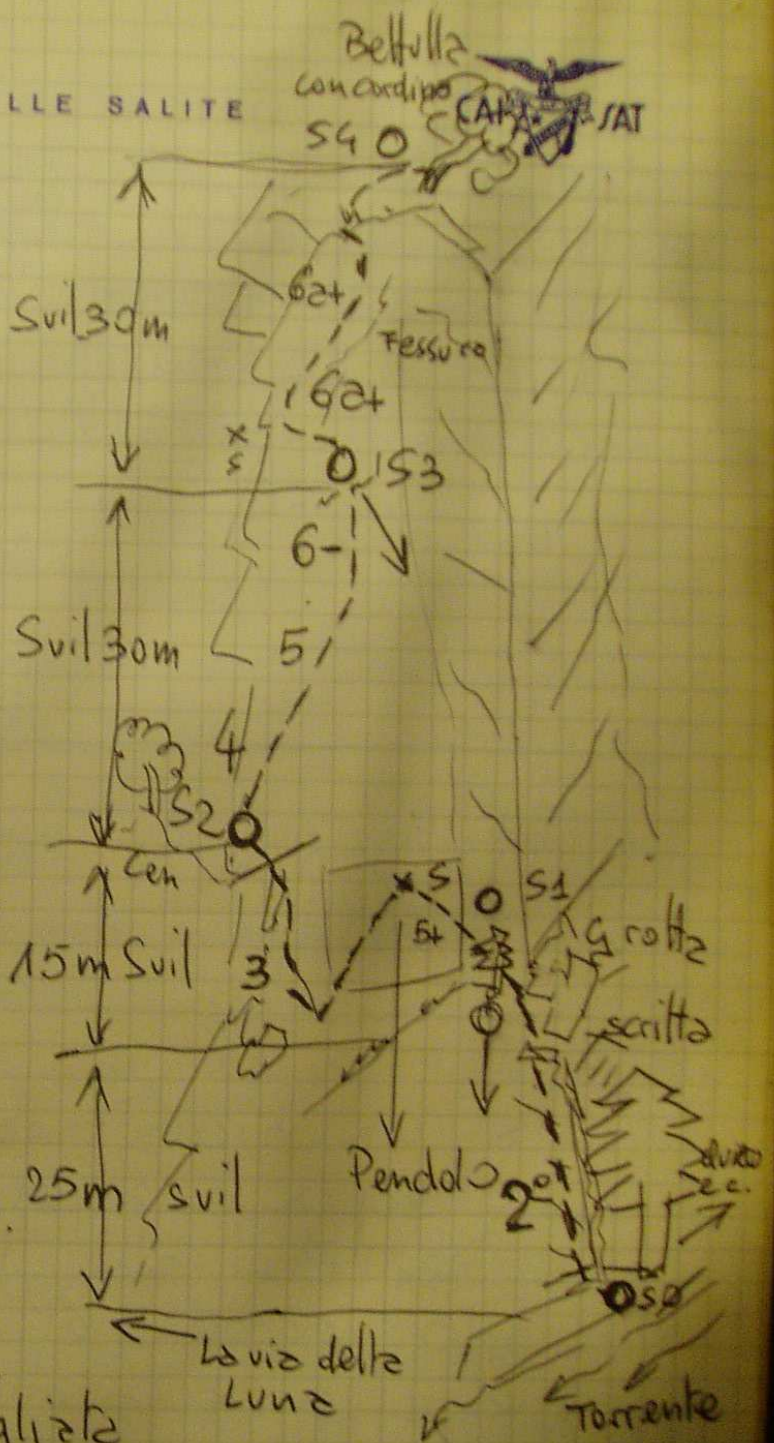 Bettulla
con cordino
LLE SALITE
CAI SAT
S4
6a+
Svil 30m
Fessura
6a+
x
s
S3
6-
Svil 30m
5
4
S2
Cen
S
S1
5+
Grotta
15m Svil
3
scritta
Pendolo
2°
25m svil
S0
La via della
Luna
Torrente